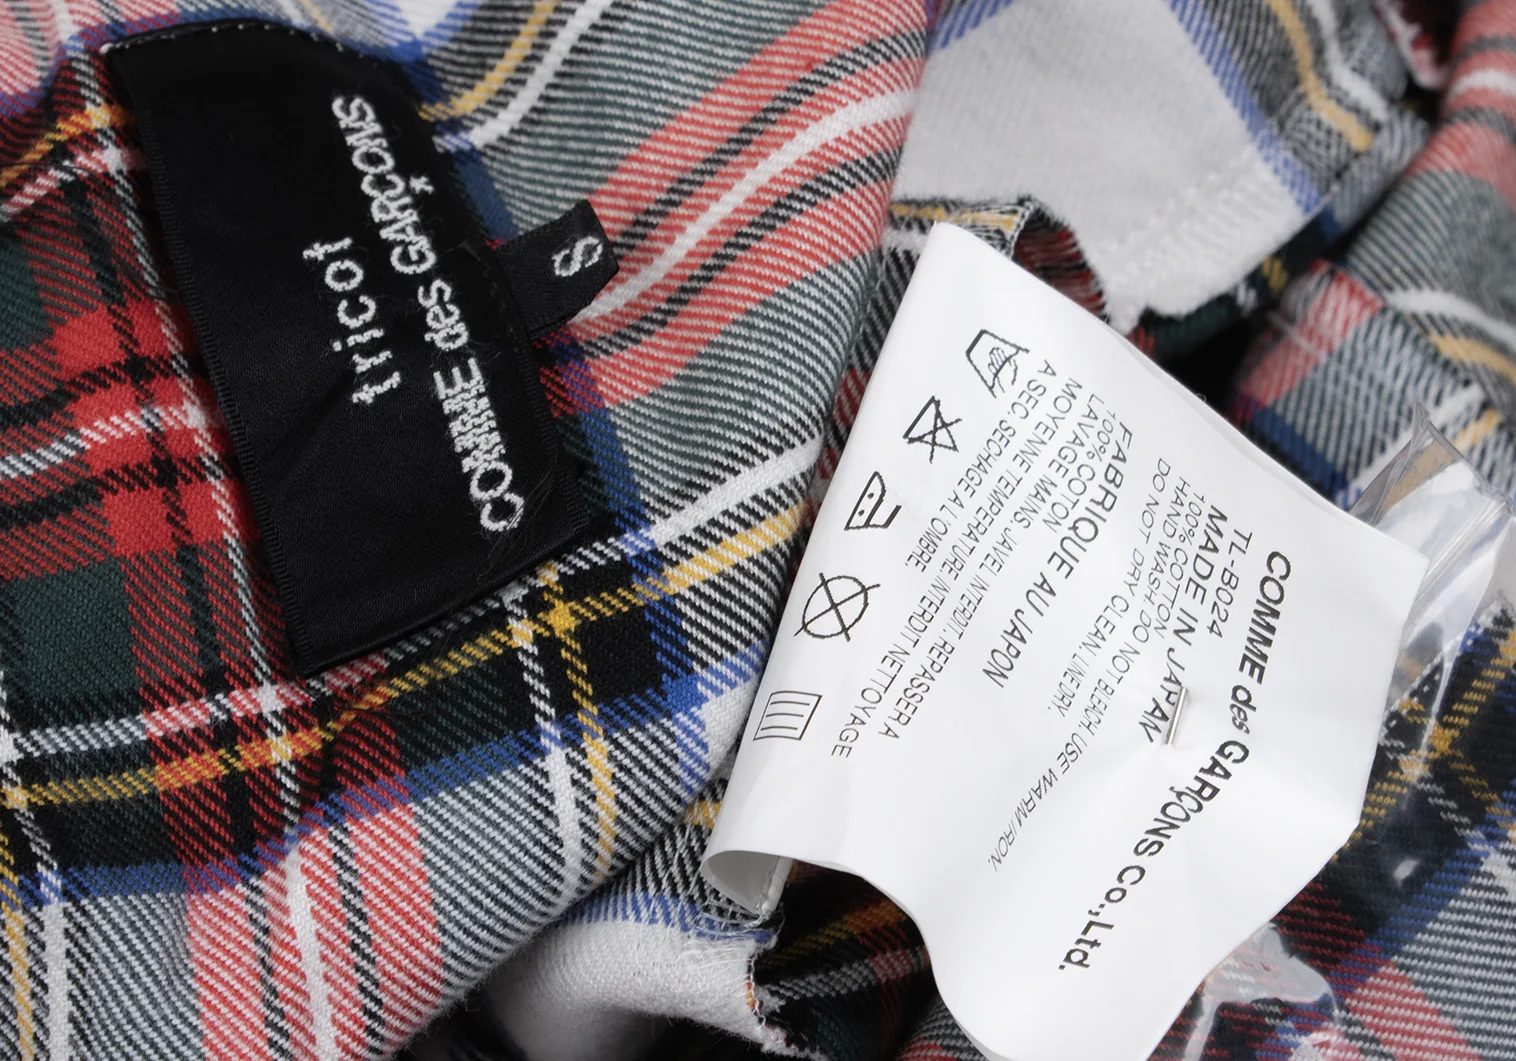 tricot
COMME des GARÇONS
S
COMME des GARÇONS Co.,Ltd.
TL-B024
MADE IN JAPAN
100% COTTON
HAND WASH. DO NOT BLEACH. USE WARM IRON.
DO NOT DRY CLEAN. LINE DRY.
FABRIQUE AU JAPON
100% COTON
LAVAGE MAINS. JAVEL INTERDIT. REPASSER A
MOYENNE TEMPERATURE INTERDIT NETTOYAGE
A SEC. SECHAGE A L'OMBRE.